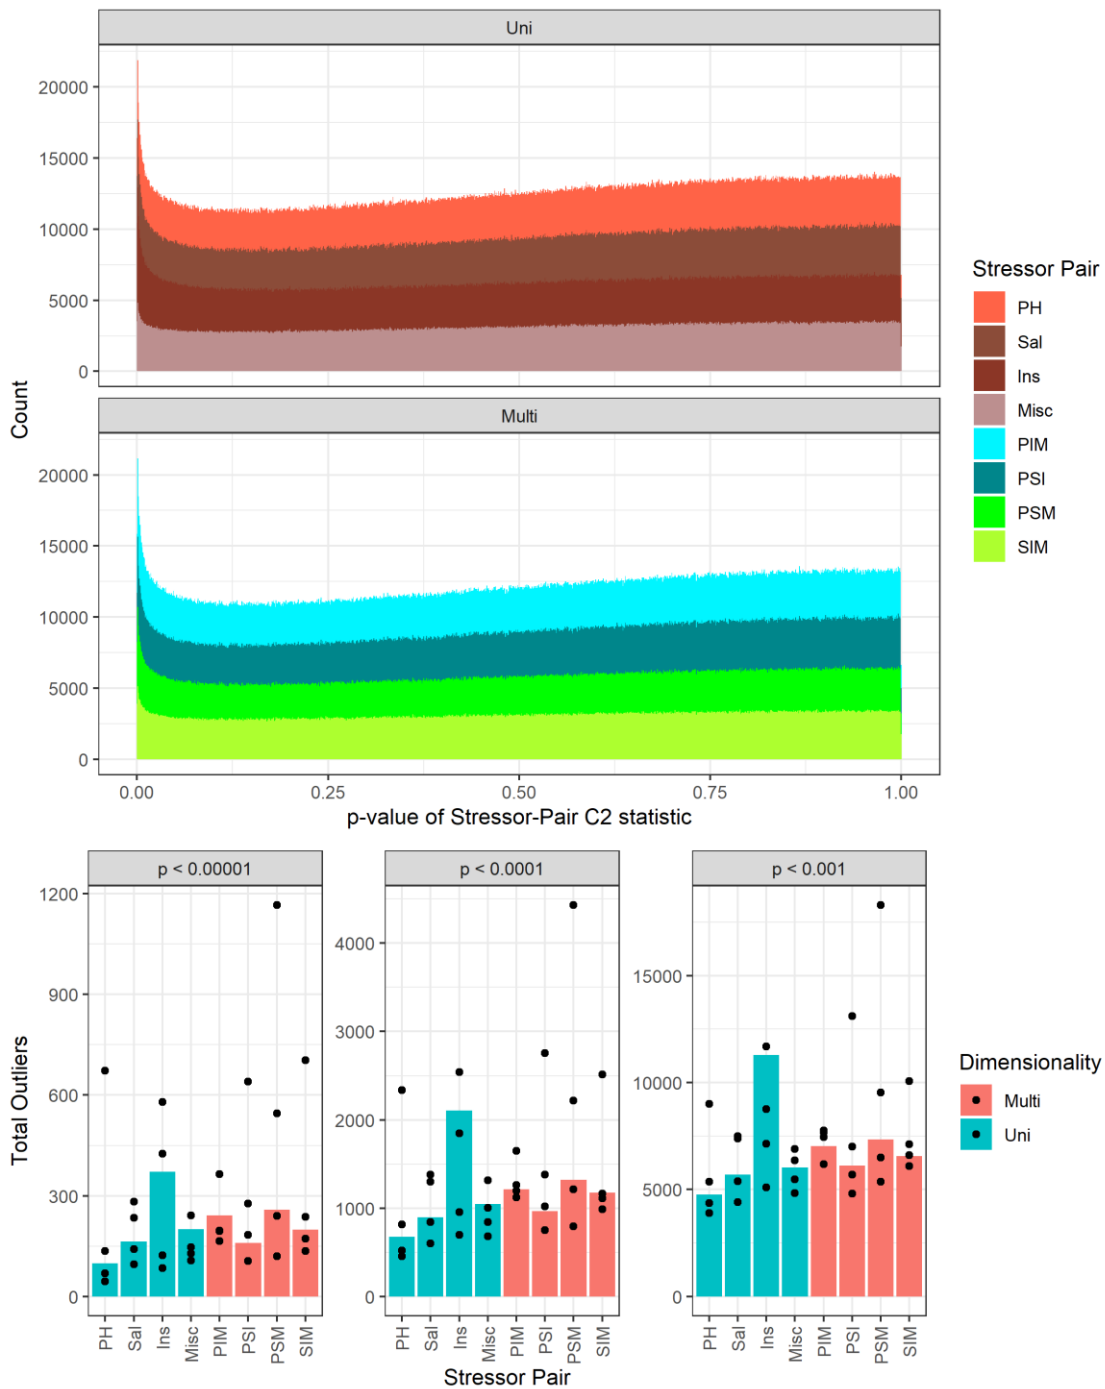 Uni
20000
15000
10000
5000
0
Count
Multi
20000
15000
10000
5000
0
0.00
0.25
0.50
0.75
1.00
p-value of Stressor-Pair C2 statistic
Stressor Pair
PH
Sal
Ins
Misc
PIM
PSI
PSM
SIM
p < 0.00001
p < 0.0001
p < 0.001
1200
900
600
300
0
4000
3000
2000
1000
0
15000
10000
5000
0
Total Outliers
PH
Sal
Ins
Misc
PIM
PSI
PSM
SIM
PH
Sal
Ins
Misc
PIM
PSI
PSM
SIM
PH
Sal
Ins
Misc
PIM
PSI
PSM
SIM
Stressor Pair
Dimensionality
Multi
Uni